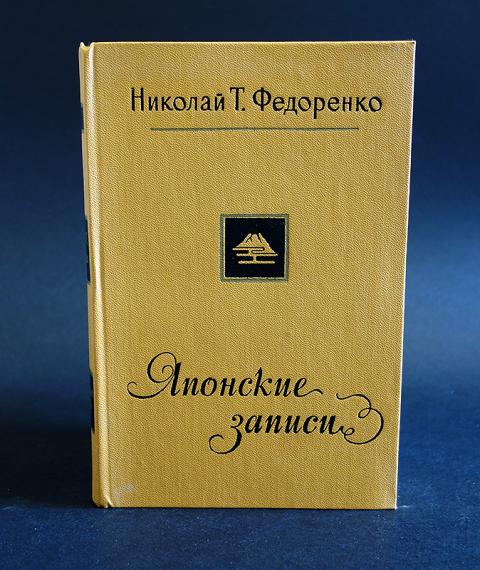 Николай Т. Федоренко
Японские
записи